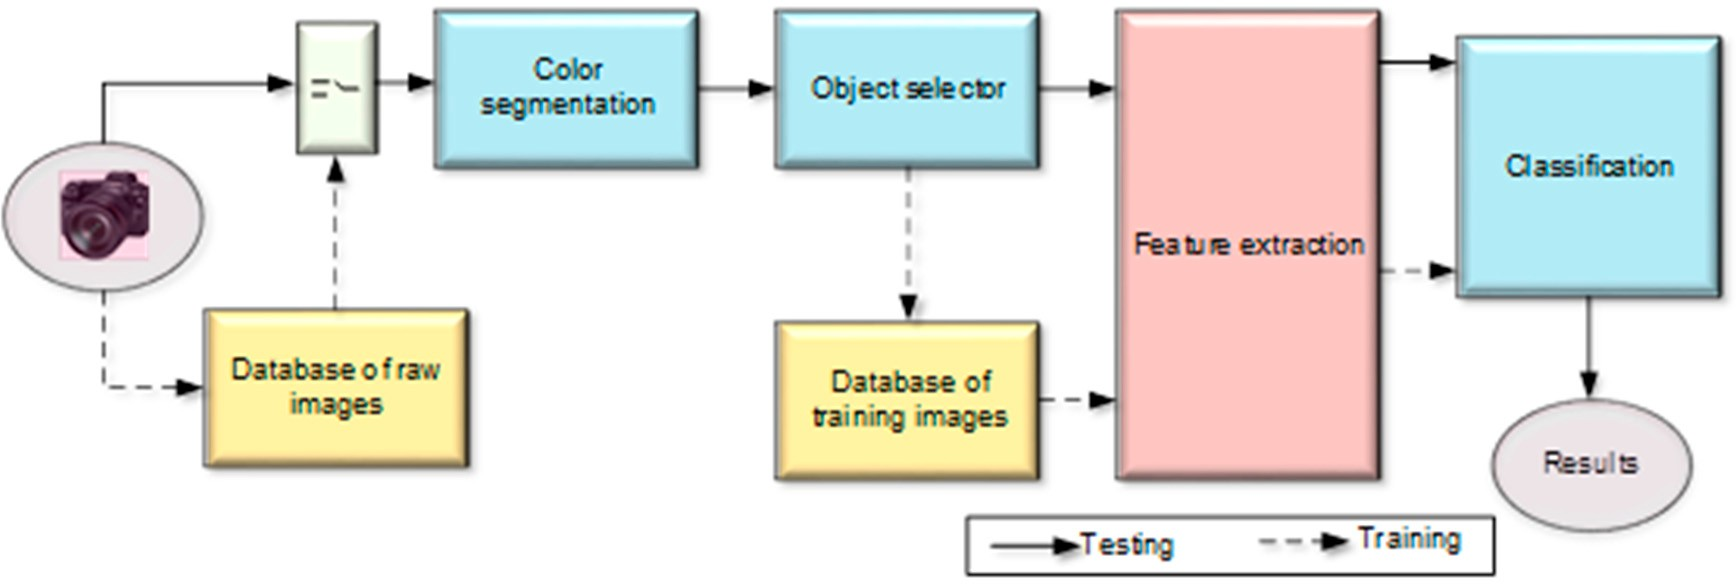 Color
segmentation
Object selector
Feature extraction
Classification
Database of raw
images
Database of
training images
Results
Testing
Training